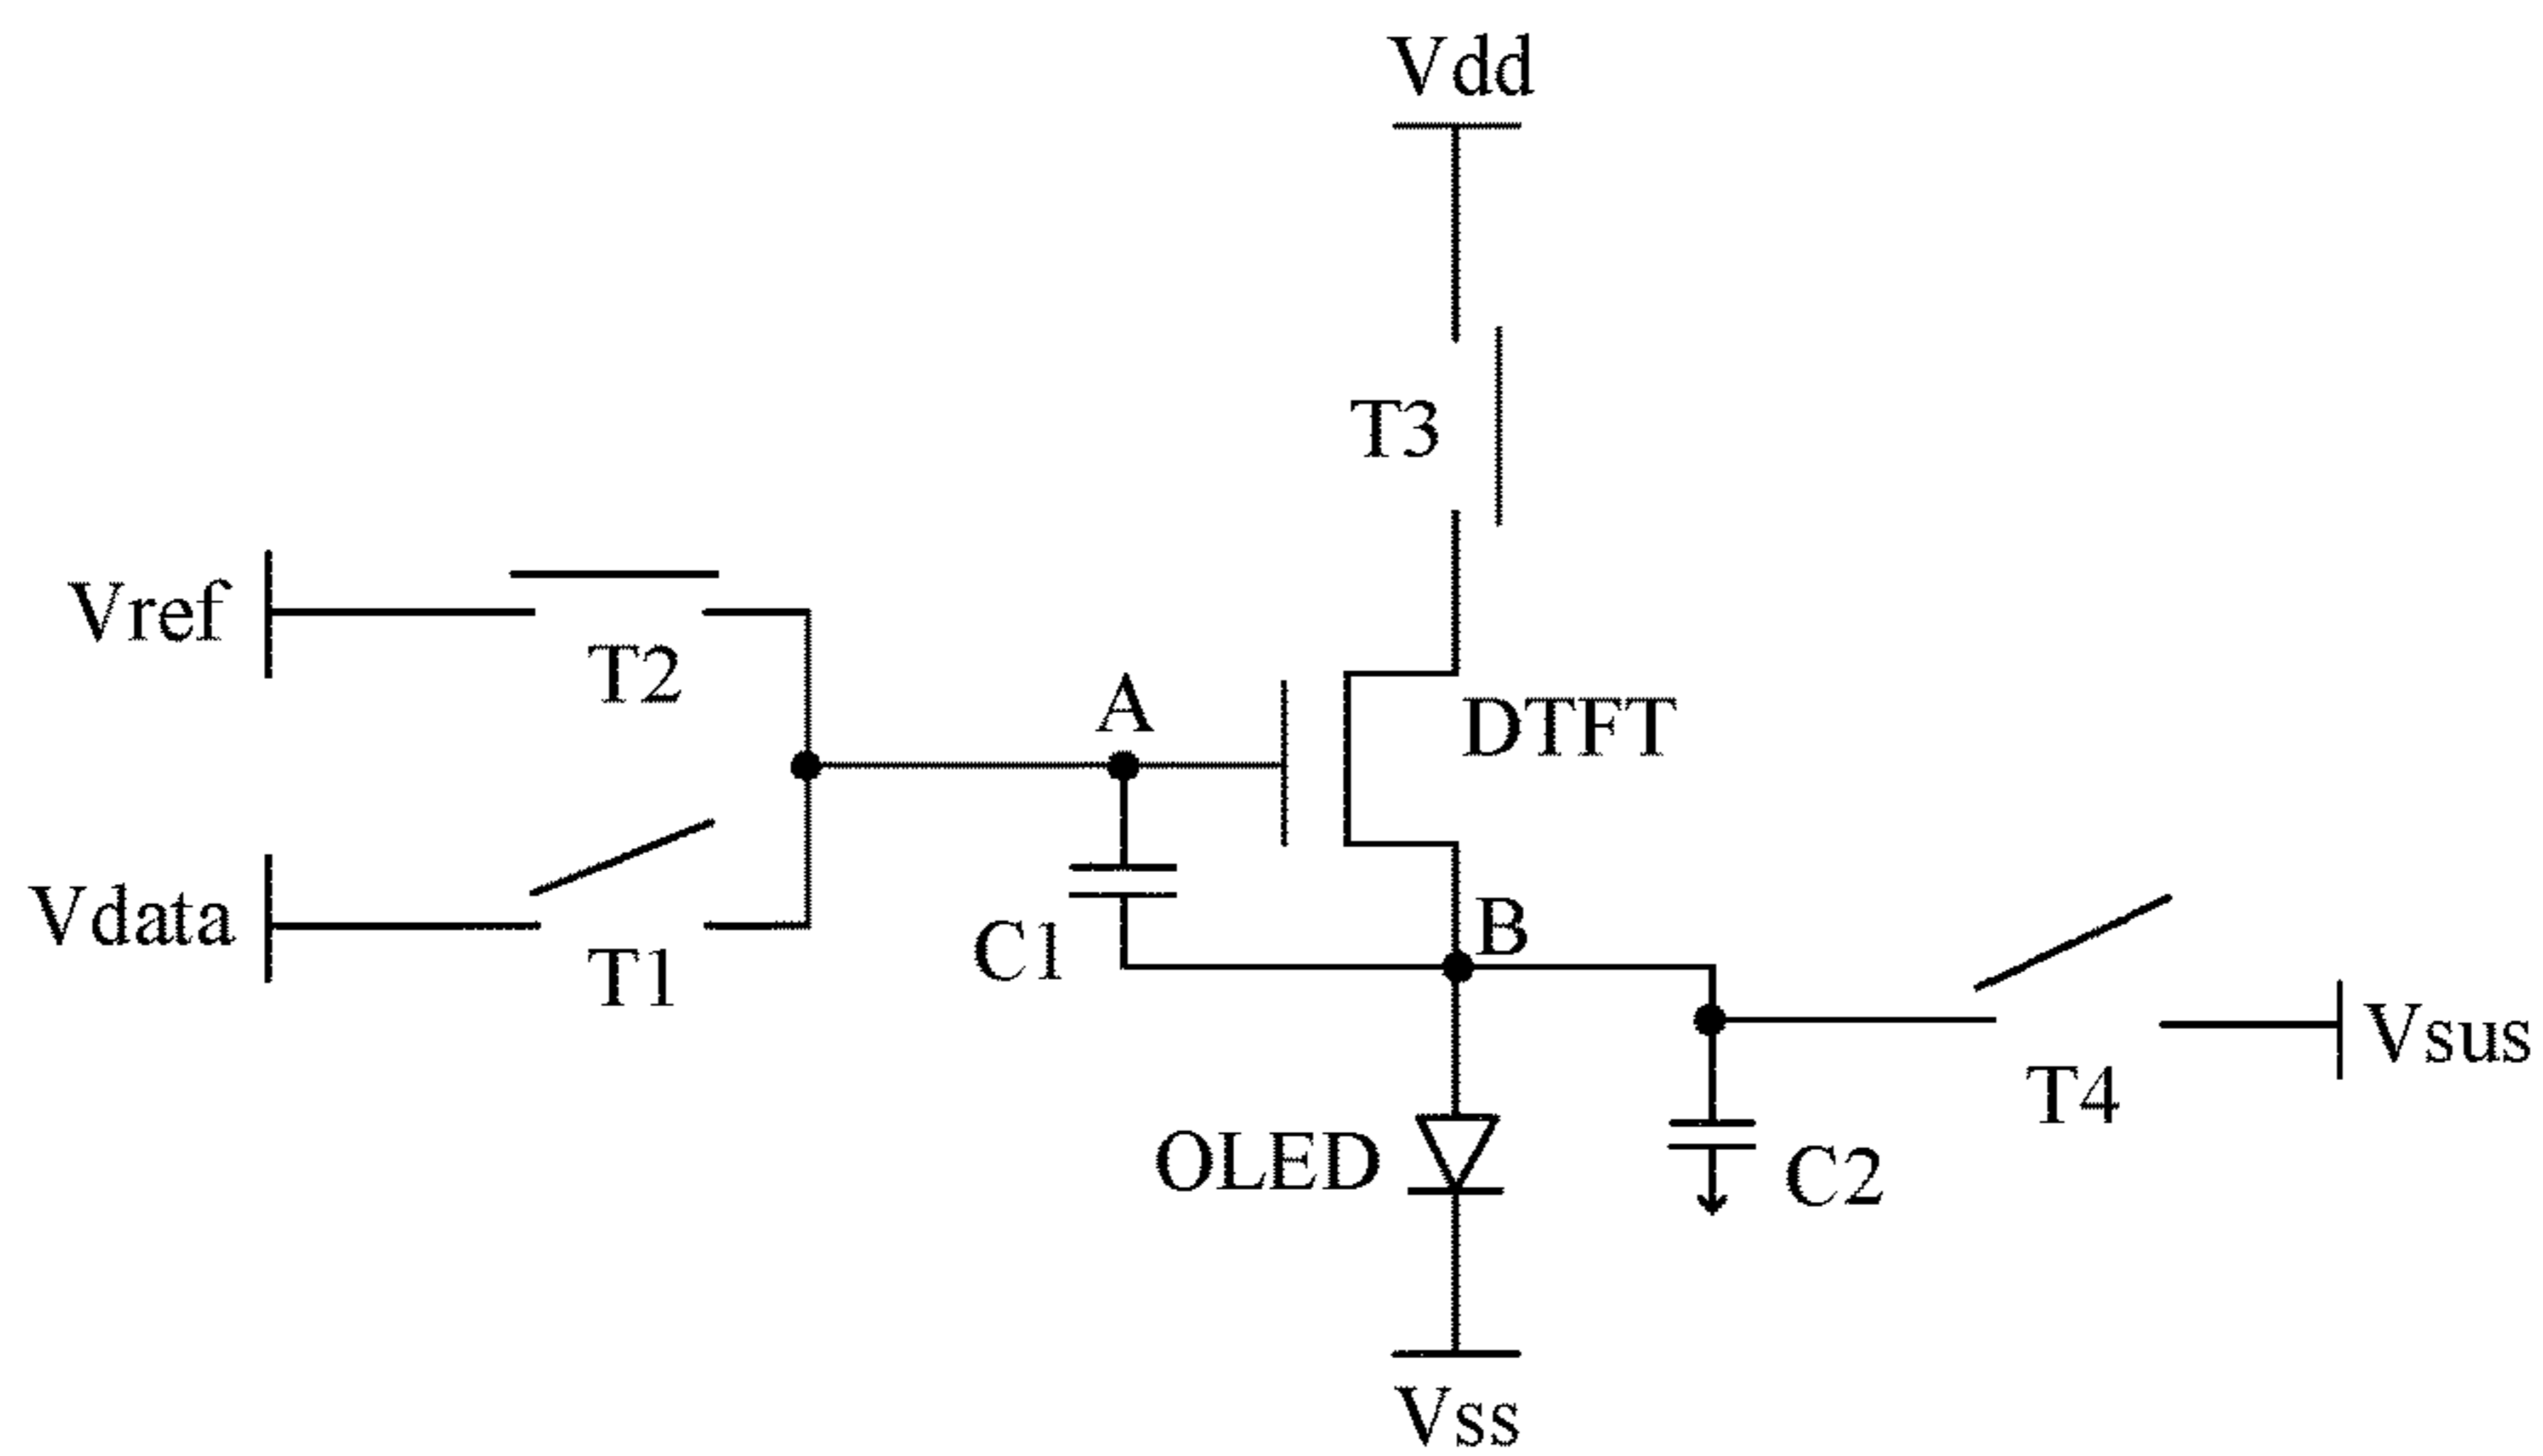 Vdd
T3
Vref
T2
A
DTFT
Vdata
T1
C1
B
Vsus
T4
OLED
C2
Vss